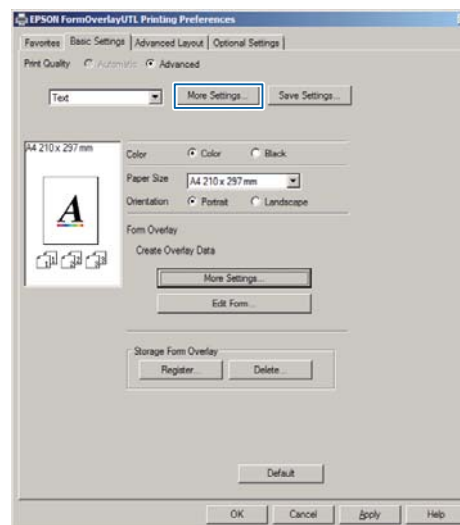 EPSON FormOverlayUTL Printing Preferences
Favorites Basic Settings Advanced Layout Optional Settings
Print Quality Automatic Advanced
Text More Settings... Save Settings...
A4 210 x 297 mm
Color Color Black
Paper Size A4 210 x 297 mm
Orientation Portrait Landscape
A
Form Overlay
Create Overlay Data
More Settings...
Edit Form...
Storage Form Overlay
Register... Delete...
Default
OK Cancel Apply Help